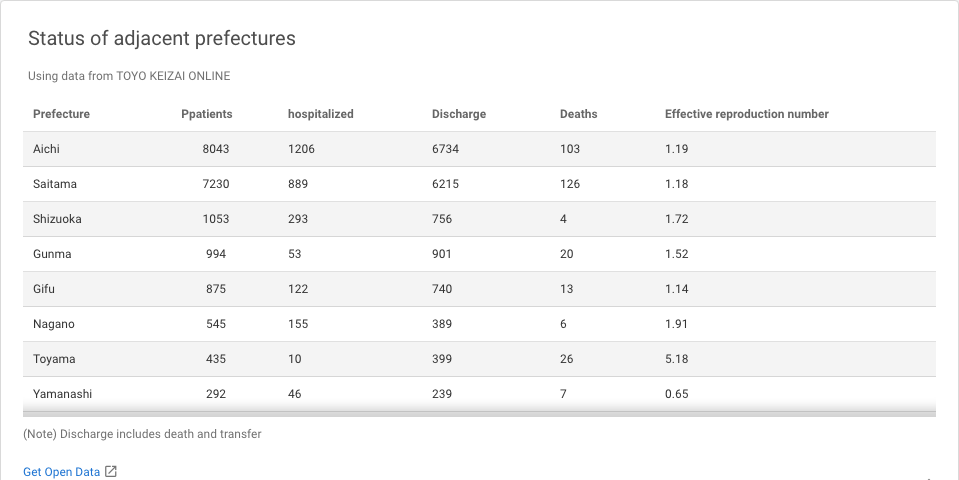 Status of adjacent prefectures
Using data from TOYO KEIZAI ONLINE
Prefecture Ppatients hospitalized Discharge Deaths Effective reproduction number
Aichi 8043 1206 6734 103 1.19
Saitama 7230 889 6215 126 1.18
Shizuoka 1053 293 756 4 1.72
Gunma 994 53 901 20 1.52
Gifu 875 122 740 13 1.14
Nagano 545 155 389 6 1.91
Toyama 435 10 399 26 5.18
Yamanashi 292 46 239 7 0.65
(Note) Discharge includes death and transfer
Get Open Data